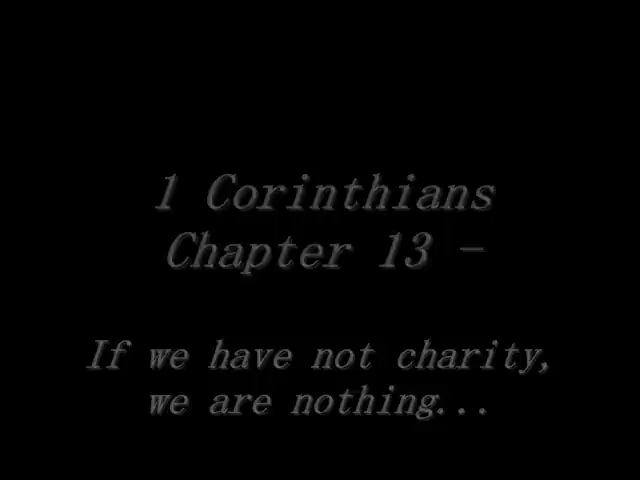 1 Corinthians
Chapter 13 -
If we have not charity,
we are nothing...